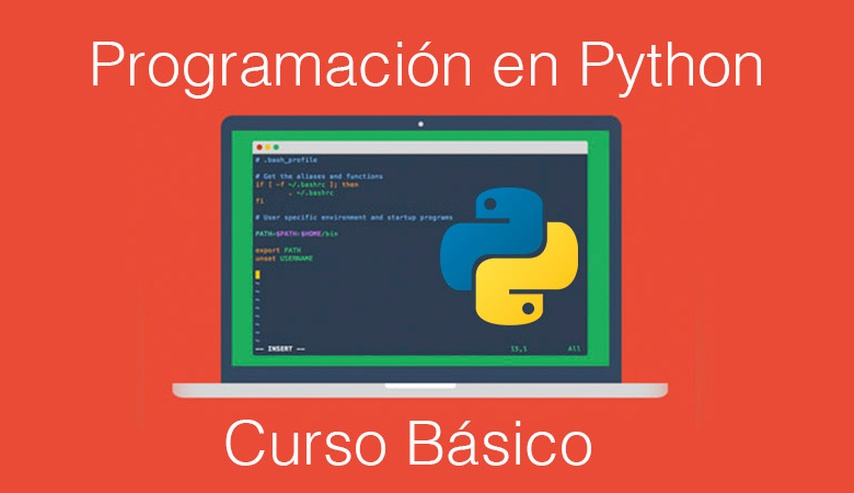 Programación en Python
# .bash_profile
# Get the aliases and functions
if [ -f ~/.bashrc ]; then
. ~/.bashrc
fi
# User specific environment and startup programs
PATH=$PATH:$HOME/bin
export PATH
unset USERNAME
~
~
~
~
~
~
~
~
-- INSERT -- 15,1 All
Curso Básico